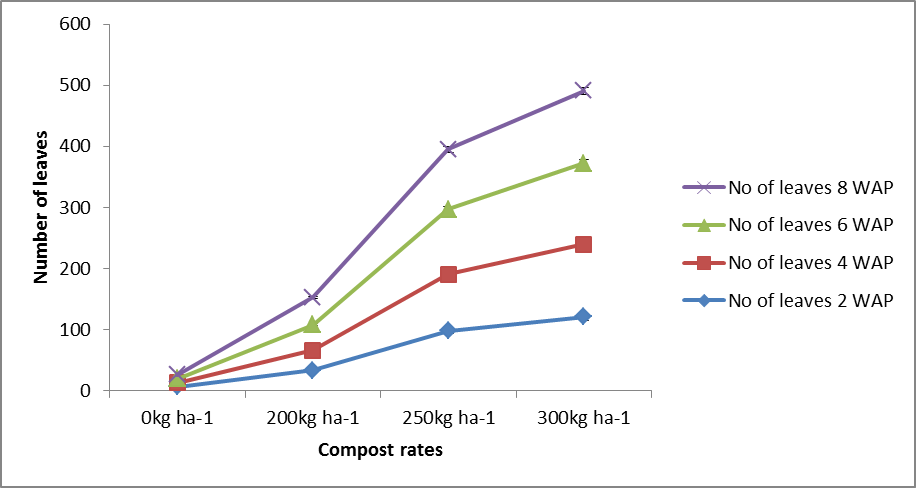 600
500
400
300
200
100
0
Number of leaves
0kg ha-1
200kg ha-1
250kg ha-1
300kg ha-1
Compost rates
No of leaves 8 WAP
No of leaves 6 WAP
No of leaves 4 WAP
No of leaves 2 WAP